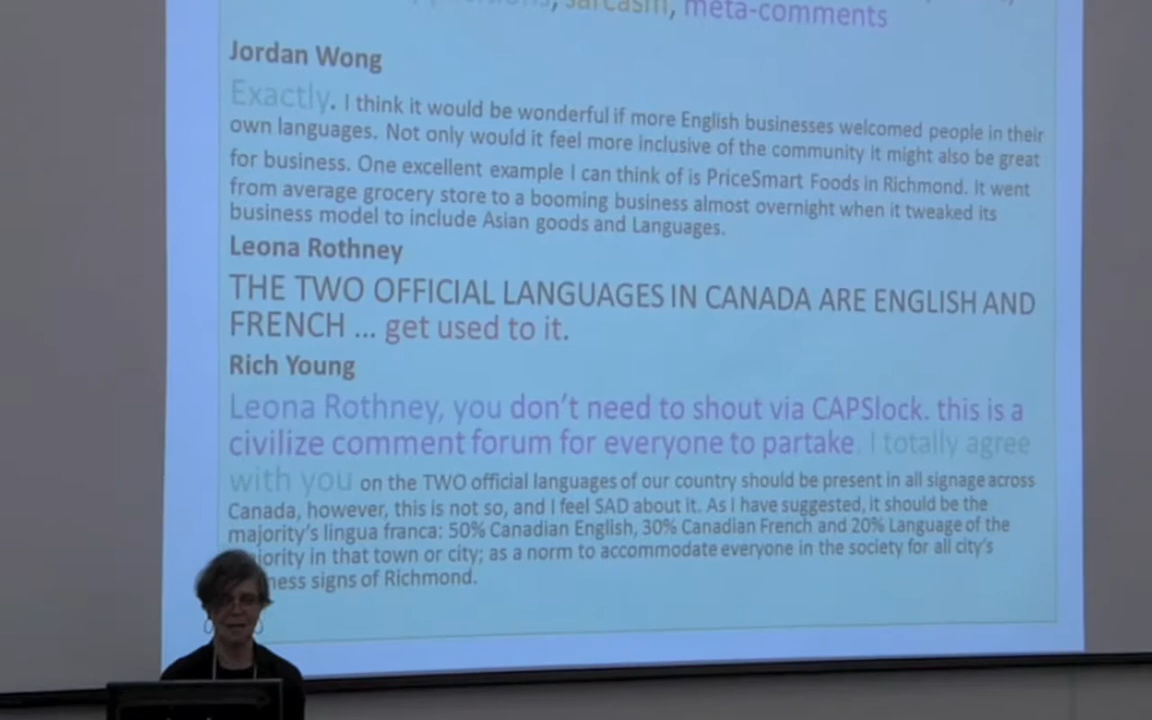 sarcasm, meta-comments
Jordan Wong
Exactly. I think it would be wonderful if more English businesses welcomed people in their
own languages. Not only would it feel more inclusive of the community it might also be great
for business. One excellent example I can think of is PriceSmart Foods in Richmond. It went
from average grocery store to a booming business almost overnight when it tweaked its
business model to include Asian goods and Languages.
Leona Rothney
THE TWO OFFICIAL LANGUAGES IN CANADA ARE ENGLISH AND
FRENCH ... get used to it.
Rich Young
Leona Rothney, you don't need to shout via CAPSlock. this is a
civilize comment forum for everyone to partake. I totally agree
with you on the TWO official languages of our country should be present in all signage across
Canada, however, this is not so, and I feel SAD about it. As I have suggested, it should be the
majority's lingua franca: 50% Canadian English, 30% Canadian French and 20% Language of the
jority in that town or city; as a norm to accommodate everyone in the society for all city's
ness signs of Richmond.